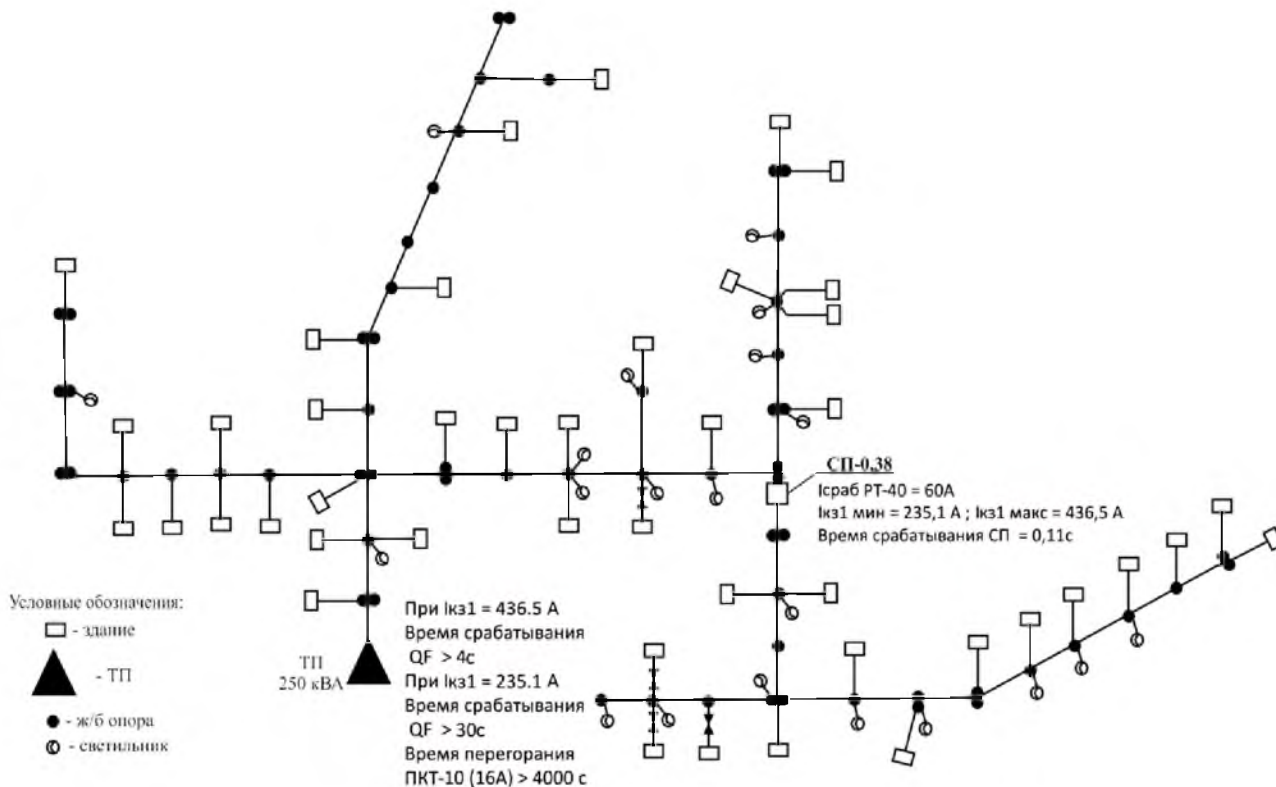 СП-0,38
Iсраб РТ-40 = 60А
Iкз1 мин = 235,1 А ; Iкз1 макс = 436,5 А
Время срабатывания СП = 0,11с
Условные обозначения:
- здание
- ТП
- ж/б опора
- светильник
ТП
250 кВА
При Iкз1 = 436.5 А
Время срабатывания
QF > 4с
При Iкз1 = 235.1 А
Время срабатывания
QF > 30с
Время перегорания
ПКТ-10 (16А) > 4000 с